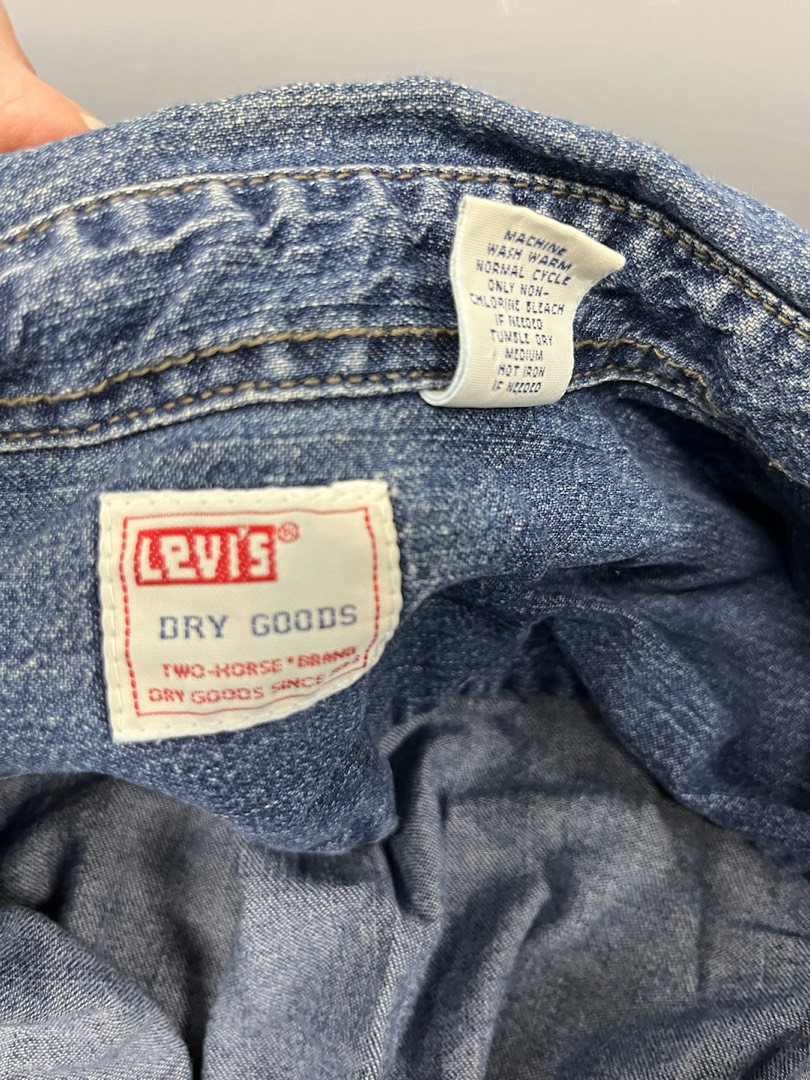 MACHINE
WASH WARM
NORMAL CYCLE
ONLY NON-
CHLORINE BLEACH
IF NEEDED
TUMBLE DRY
MEDIUM
HOT IRON
IF NEEDED
LEVI'S®
DRY GOODS
TWO-HORSE® BRAND
DRY GOODS SINCE